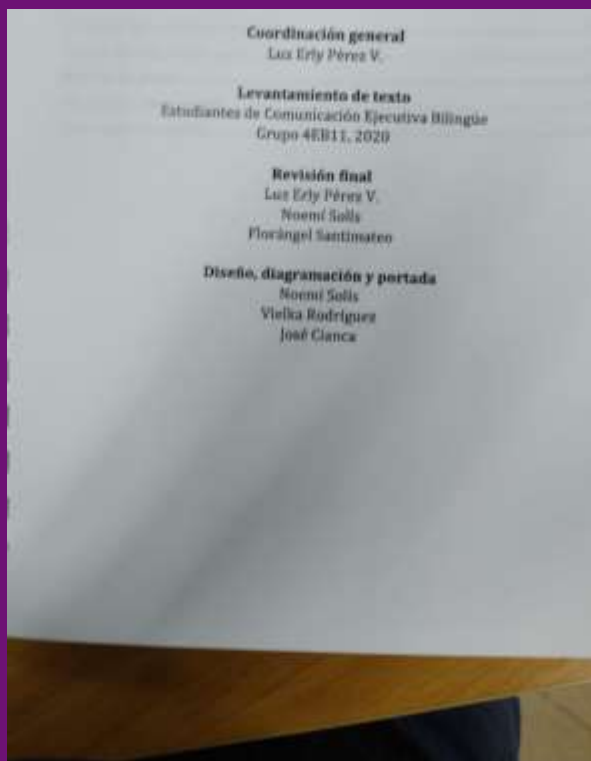 Coordinación general
Luz Erly Pérez V.
Levantamiento de texto
Estudiantes de Comunicación Ejecutiva Bilingüe
Grupo 4EB11, 2020
Revisión final
Luz Erly Pérez V.
Noemí Solís
Florángel Santimateo
Diseño, diagramación y portada
Noemí Solís
Vielka Rodríguez
José Cianca